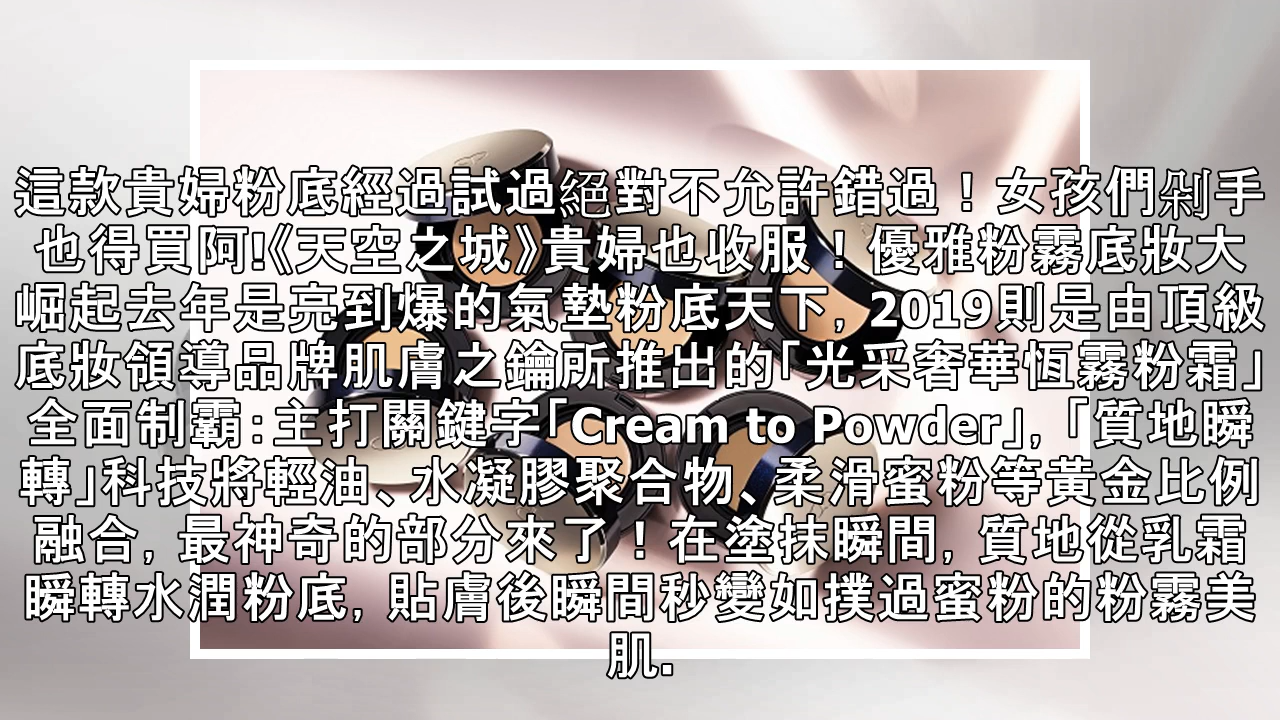 這款貴婦粉底經過試過絕對不允許錯過！女孩們剁手
也得買阿!《天空之城》貴婦也收服！優雅粉霧底妝大
崛起去年是亮到爆的氣墊粉底天下, 2019則是由頂級
底妝領導品牌肌膚之鑰所推出的「光采奢華恆霧粉霜」
全面制霸:主打關鍵字「Cream to Powder」,「質地瞬
轉」科技將輕油、水凝膠聚合物、柔滑蜜粉等黃金比例
融合, 最神奇的部分來了！在塗抹瞬間, 質地從乳霜
瞬轉水潤粉底, 貼膚後瞬間秒變如撲過蜜粉的粉霧美
肌.